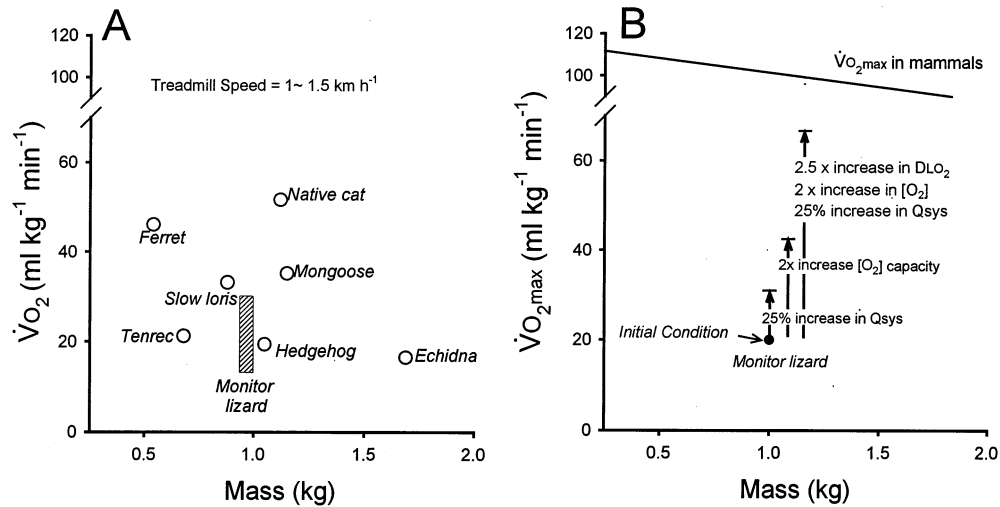 A
120
100
60
40
20
0
V̇O₂ (ml kg⁻¹ min⁻¹)
Treadmill Speed = 1~ 1.5 km h⁻¹
Native cat
Ferret
Mongoose
Slow loris
Tenrec
Hedgehog
Echidna
Monitor
lizard
0.5
1.0
1.5
2.0
Mass (kg)
B
120
100
60
40
20
0
V̇O₂max (ml kg⁻¹ min⁻¹)
V̇O₂max in mammals
2.5 x increase in DLO₂
2 x increase in [O₂]
25% increase in Qsys
2x increase [O₂] capacity
25% increase in Qsys
Initial Condition
Monitor lizard
0.5
1.0
1.5
2.0
Mass (kg)